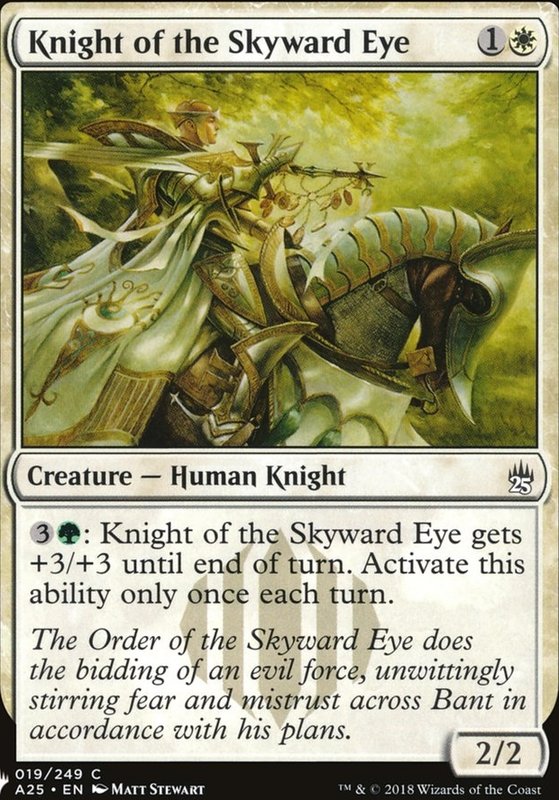 Knight of the Skyward Eye 1
Creature — Human Knight 25
3: Knight of the Skyward Eye gets
+3/+3 until end of turn. Activate this
ability only once each turn.
The Order of the Skyward Eye does
the bidding of an evil force, unwittingly
stirring fear and mistrust across Bant in
accordance with his plans.
2/2
019/249 C
A25 • EN Matt Stewart
™ & © 2018 Wizards of the Coast